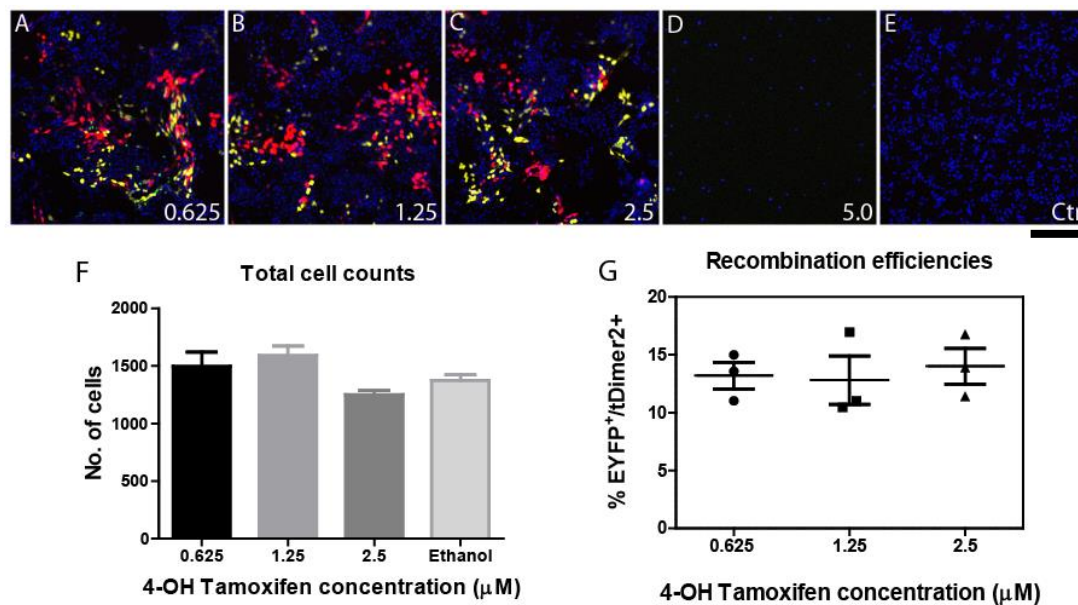 A B C D E
0.625 1.25 2.5 5.0 Ctr
F Total cell counts
2000
1500
1000
500
0
No. of cells
0.625 1.25 2.5 Ethanol
4-OH Tamoxifen concentration (μM)
G Recombination efficiencies
20
15
10
5
0
% EYFP⁺/tDimer2+
0.625 1.25 2.5
4-OH Tamoxifen concentration (μM)